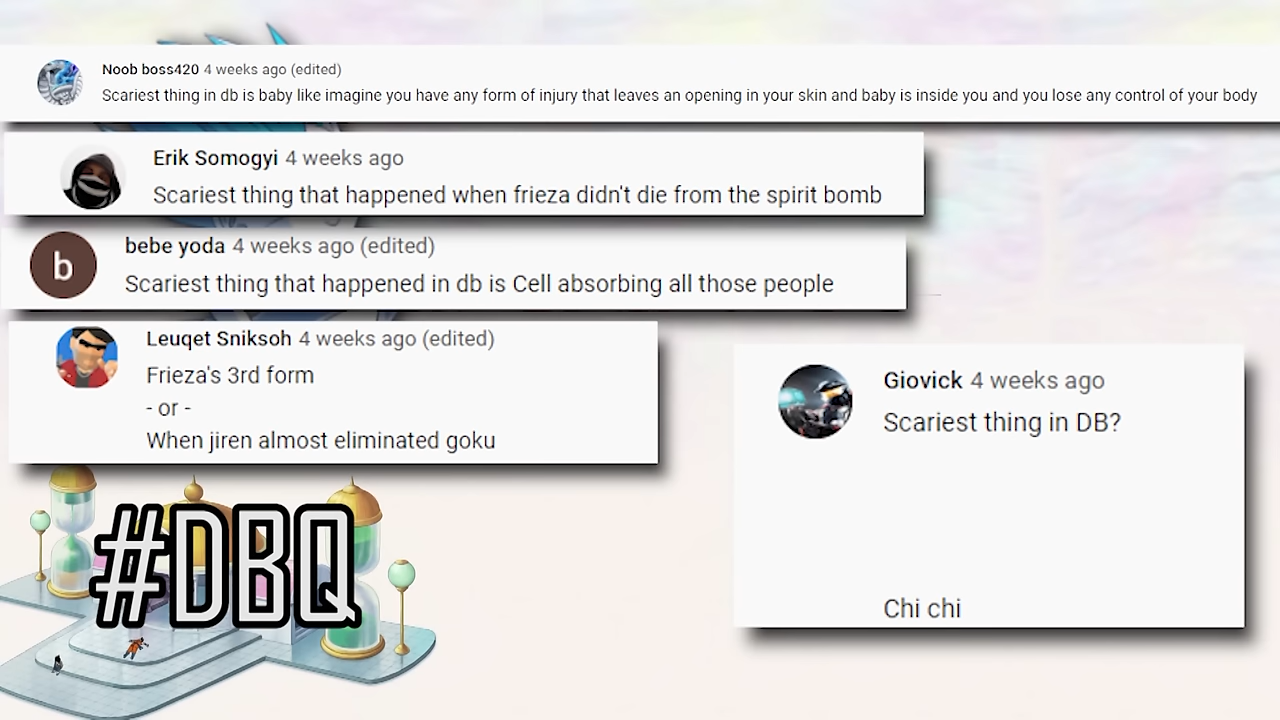 Noob boss420 4 weeks ago (edited)
Scariest thing in db is baby like imagine you have any form of injury that leaves an opening in your skin and baby is inside you and you lose any control of your body
Erik Somogyi 4 weeks ago
Scariest thing that happened when frieza didn't die from the spirit bomb
b
bebe yoda 4 weeks ago (edited)
Scariest thing that happened in db is Cell absorbing all those people
Leuqet Sniksoh 4 weeks ago (edited)
Frieza's 3rd form
- or -
When jiren almost eliminated goku
Giovick 4 weeks ago
Scariest thing in DB?
Chi chi
#DBQ